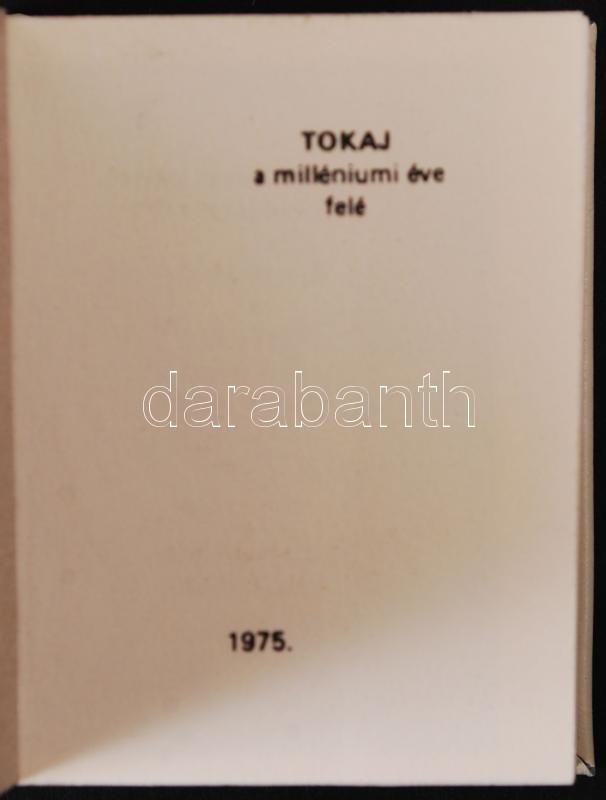 TOKAJ
a milléniumi éve
felé
darabanth
1975.